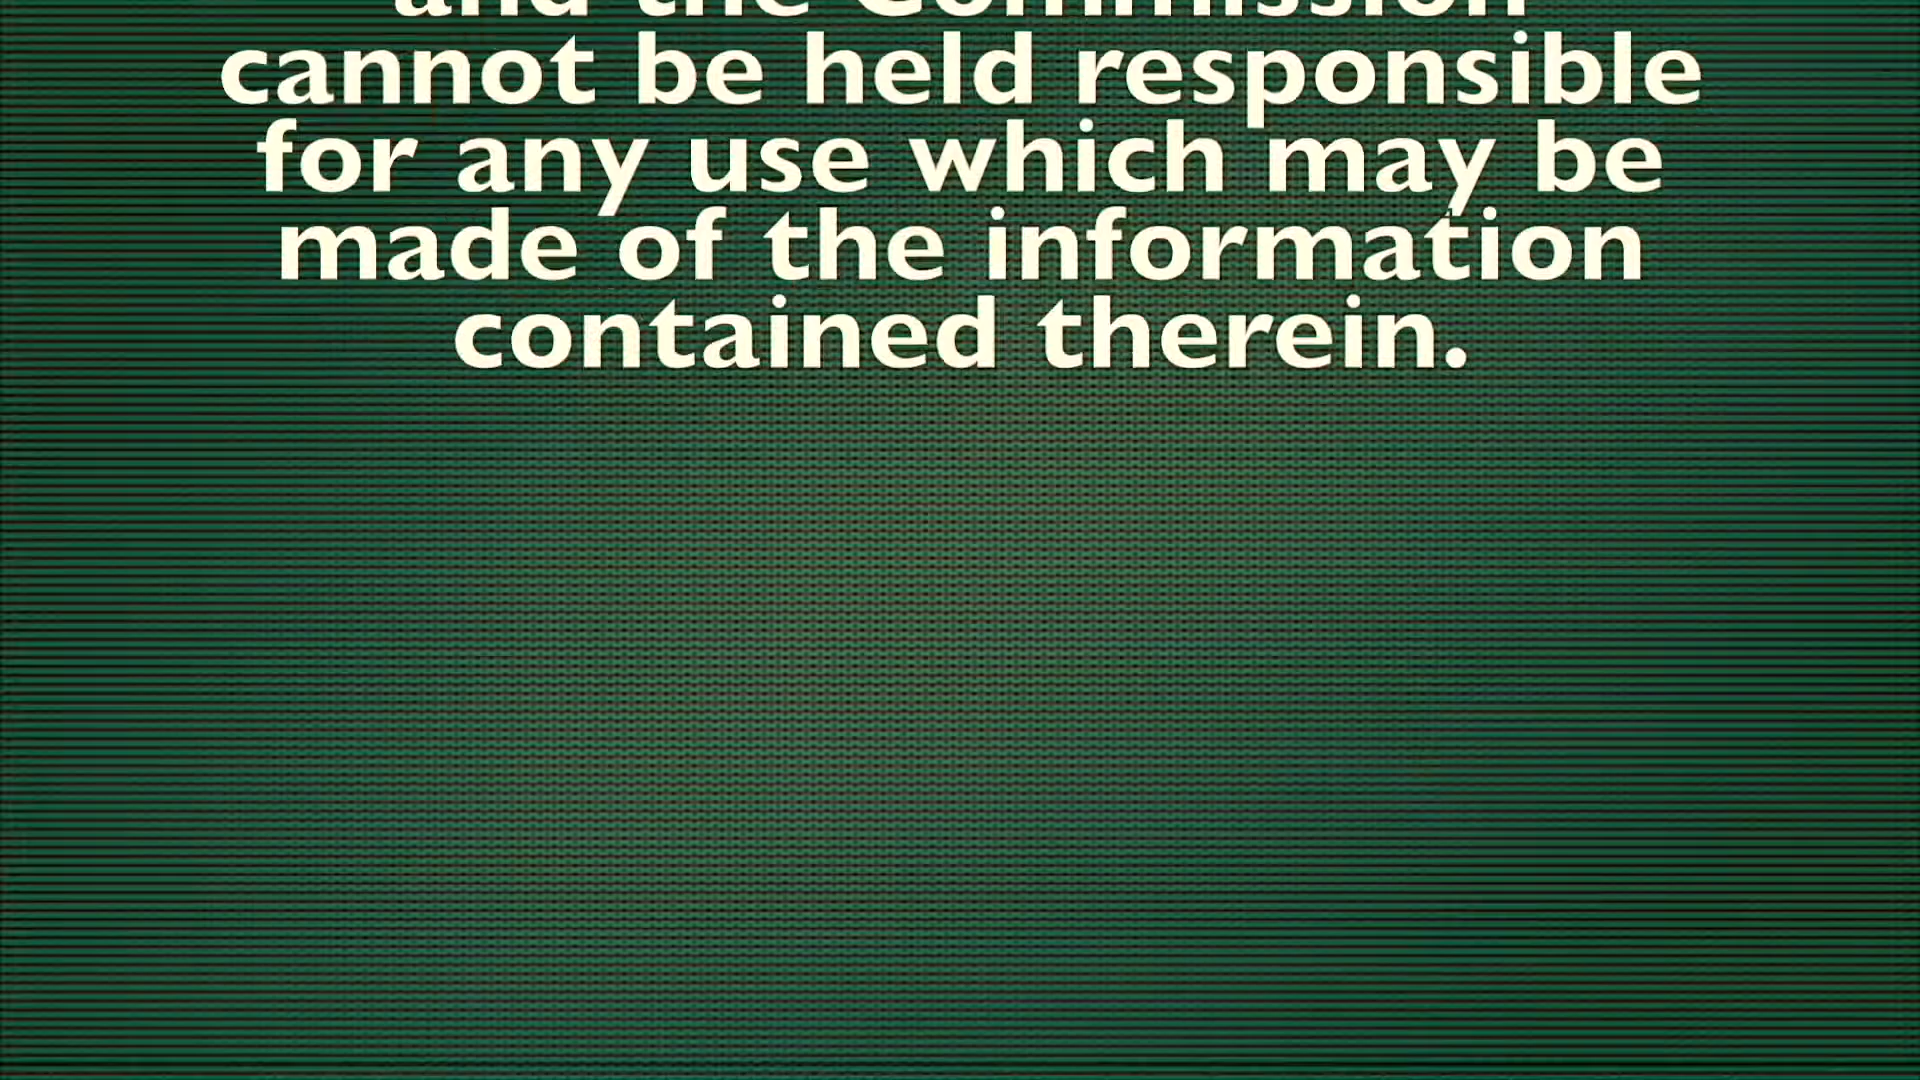 and the Commission
cannot be held responsible
for any use which may be
made of the information
contained therein.